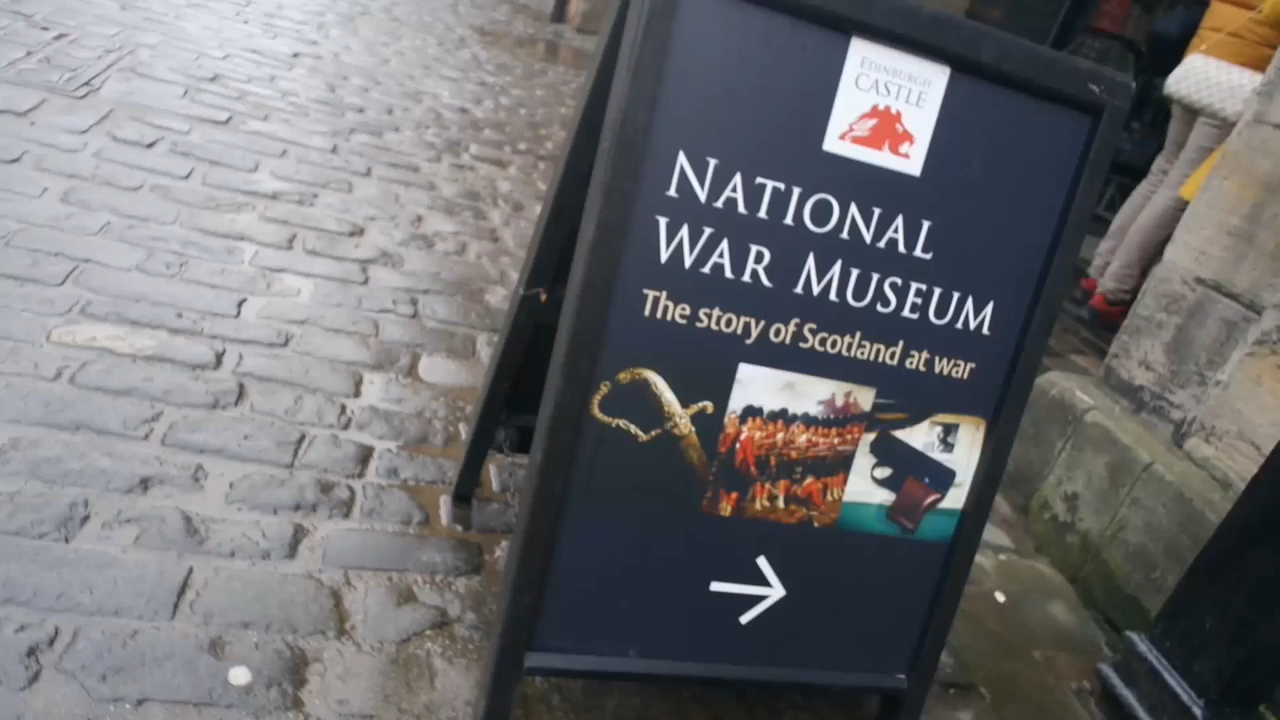 EDINBURGH
CASTLE
NATIONAL
WAR MUSEUM
The story of Scotland at war